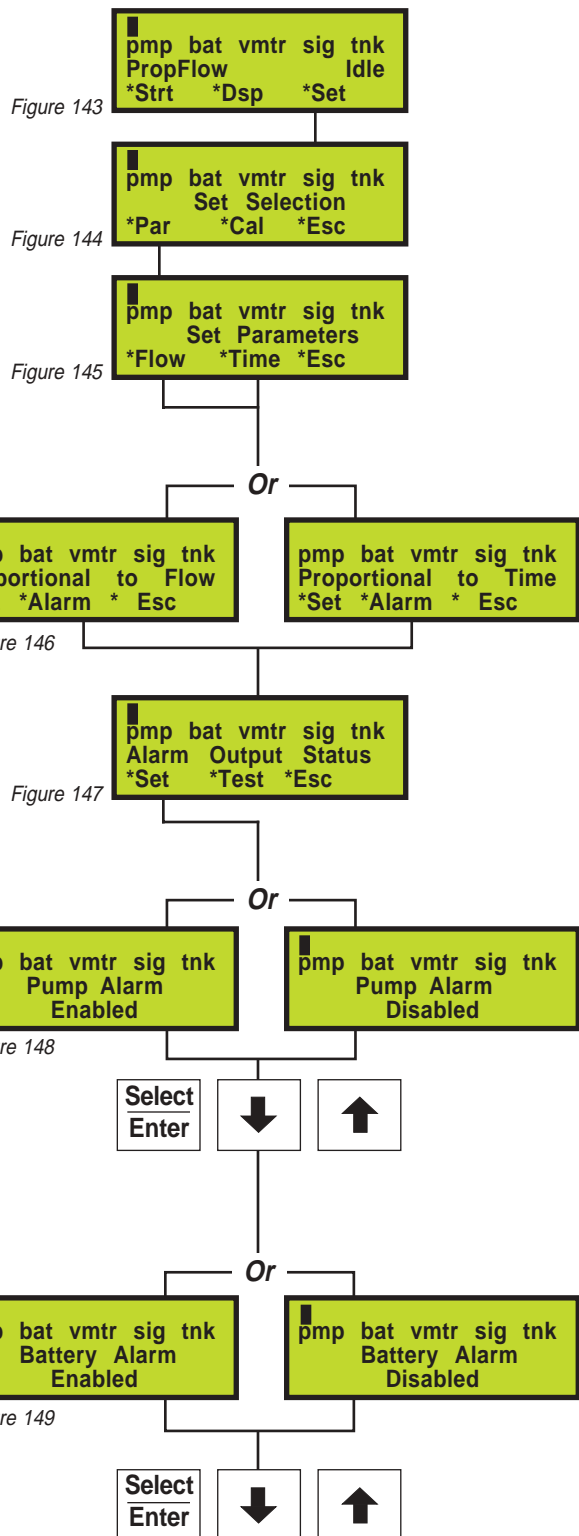 pmp bat vmtr sig tnk
PropFlow Idle
*Strt *Dsp *Set
Figure 143
pmp bat vmtr sig tnk
Set Selection
*Par *Cal *Esc
Figure 144
pmp bat vmtr sig tnk
Set Parameters
*Flow *Time *Esc
Figure 145
Or
bat vmtr sig tnk
to Flow
*Alarm * Esc
146
pmp bat vmtr sig tnk
Proportional to Time
*Set *Alarm * Esc
pmp bat vmtr sig tnk
Alarm Output Status
*Set *Test *Esc
Figure 147
Or
bat vmtr sig tnk
Pump Alarm
Enabled
148
pmp bat vmtr sig tnk
Pump Alarm
Disabled
Select
Enter
Or
bat vmtr sig tnk
Battery Alarm
Enabled
149
pmp bat vmtr sig tnk
Battery Alarm
Disabled
Select
Enter